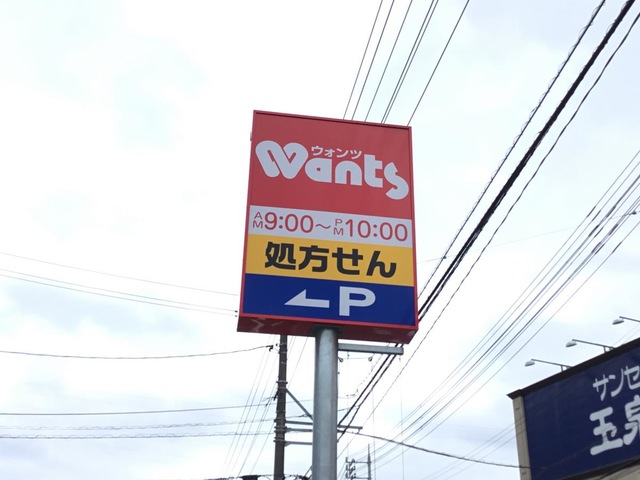 ウォンツ
Wants
AM9:00～PM10:00
処方せん
P
サンセ
玉泉